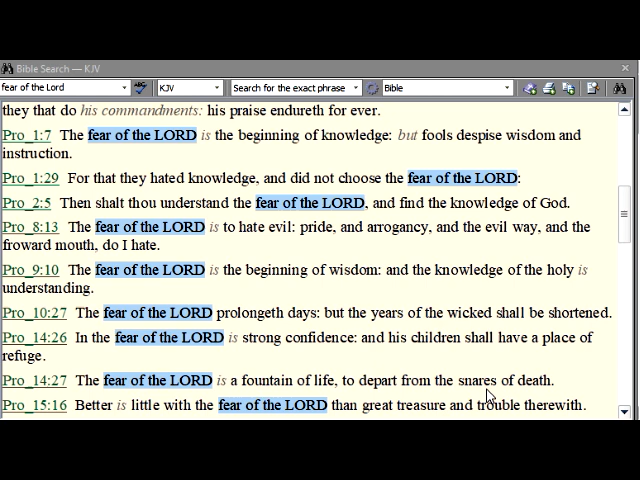 Bible Search — KJV
fear of the Lord
KJV
Search for the exact phrase
Bible
they that do his commandments: his praise endureth for ever.
Pro_1:7 The fear of the LORD is the beginning of knowledge: but fools despise wisdom and
instruction.
Pro_1:29 For that they hated knowledge, and did not choose the fear of the LORD:
Pro_2:5 Then shalt thou understand the fear of the LORD, and find the knowledge of God.
Pro_8:13 The fear of the LORD is to hate evil: pride, and arrogancy, and the evil way, and the
froward mouth, do I hate.
Pro_9:10 The fear of the LORD is the beginning of wisdom: and the knowledge of the holy is
understanding.
Pro_10:27 The fear of the LORD prolongeth days: but the years of the wicked shall be shortened.
Pro_14:26 In the fear of the LORD is strong confidence: and his children shall have a place of
refuge.
Pro_14:27 The fear of the LORD is a fountain of life, to depart from the snares of death.
Pro_15:16 Better is little with the fear of the LORD than great treasure and trouble therewith.